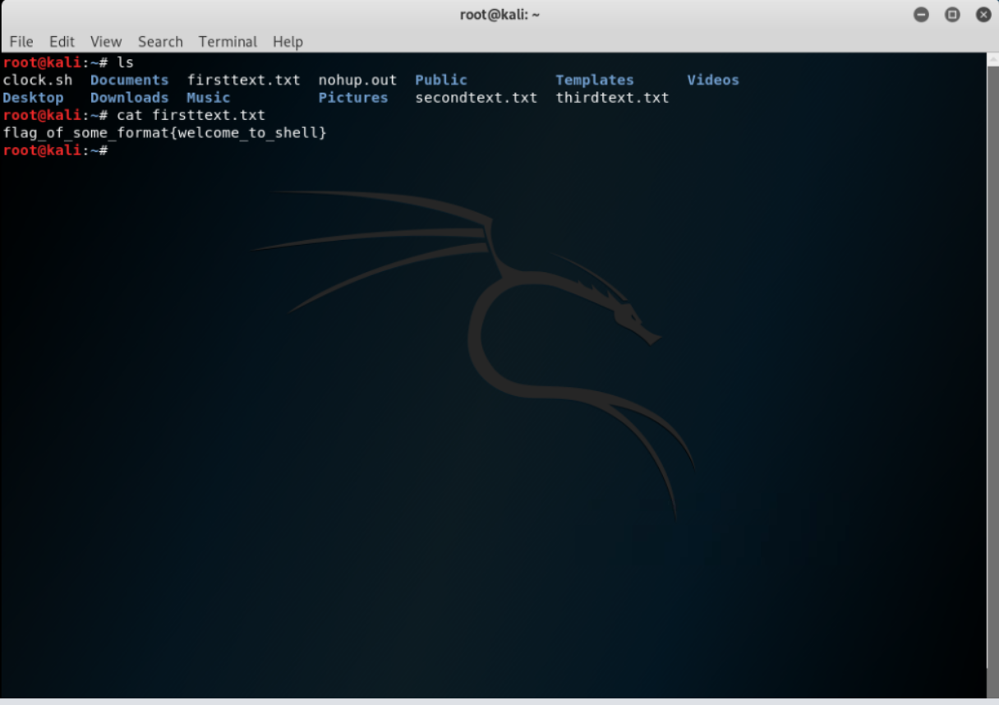 root@kali: ~
File Edit View Search Terminal Help
root@kali:~# ls
clock.sh Documents firsttext.txt nohup.out Public Templates Videos
Desktop Downloads Music Pictures secondtext.txt thirdtext.txt
root@kali:~# cat firsttext.txt
flag_of_some_format{welcome_to_shell}
root@kali:~#